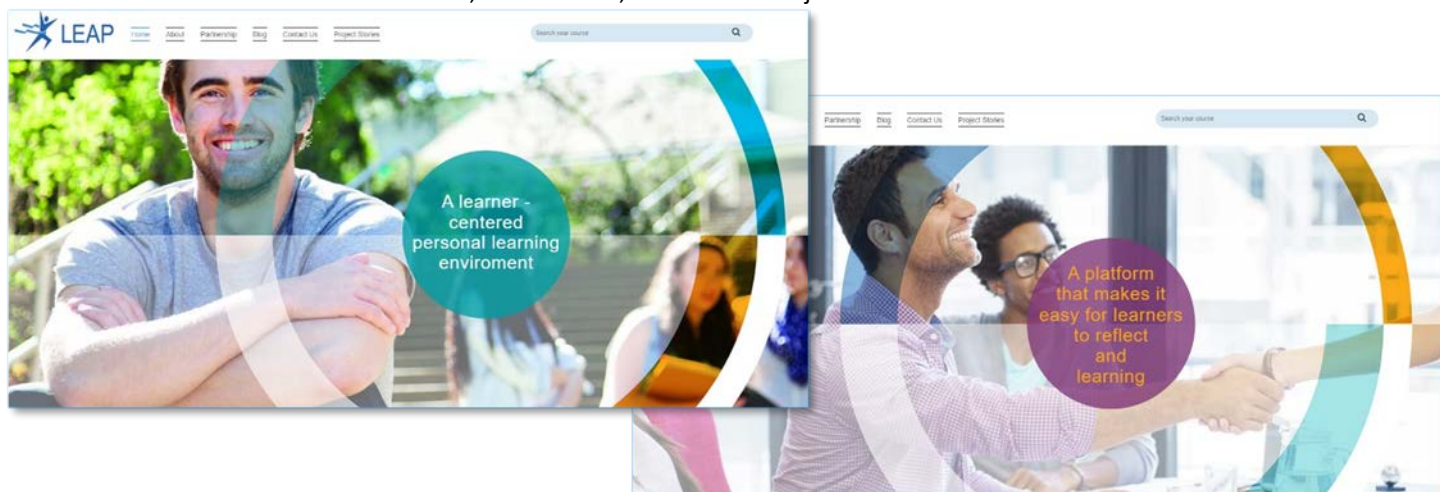 LEAP
Home About Partnership Blog Contact Us Project Stories
Search your course
A learner -
centered
personal learning
enviroment
Partnership Blog Contact Us Project Stories
Search your course
A platform
that makes it
easy for learners
to reflect
and
learning